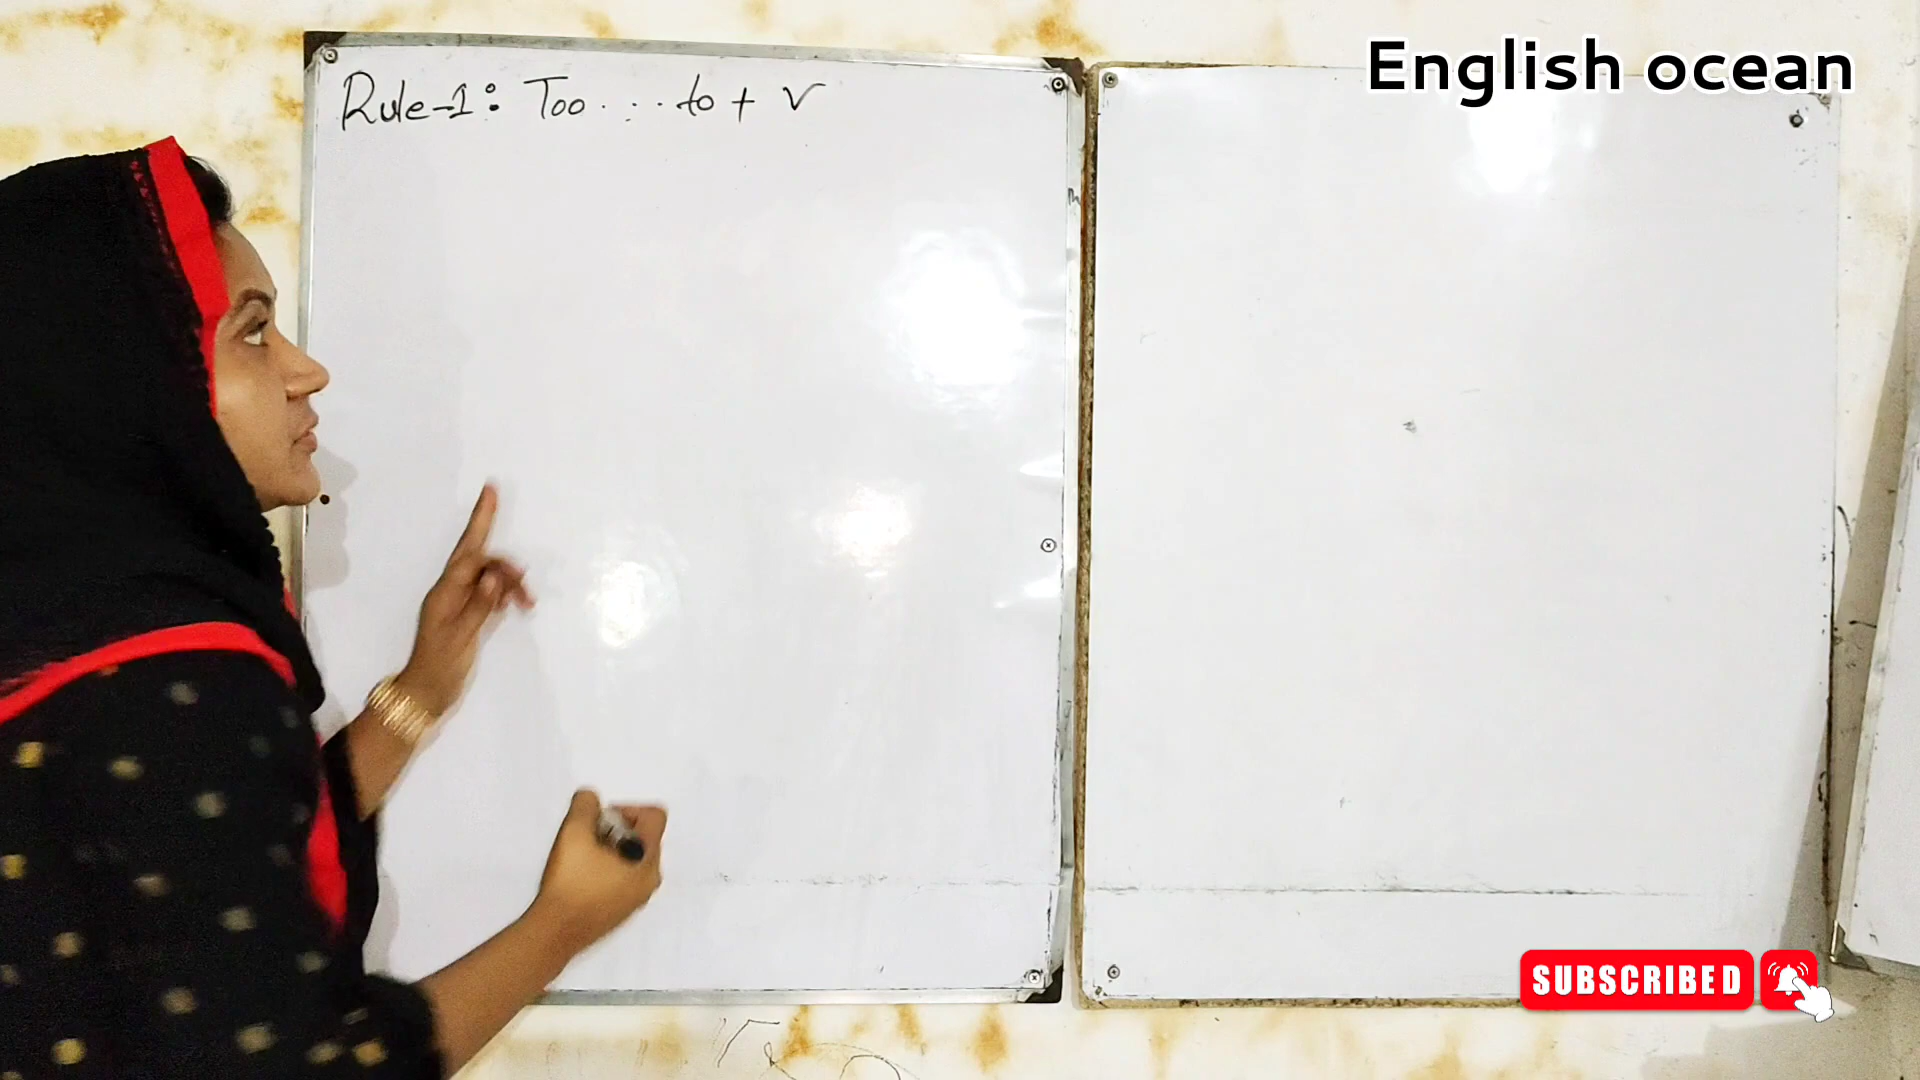 English ocean
Rule-1: Too.....to + V
SUBSCRIBED